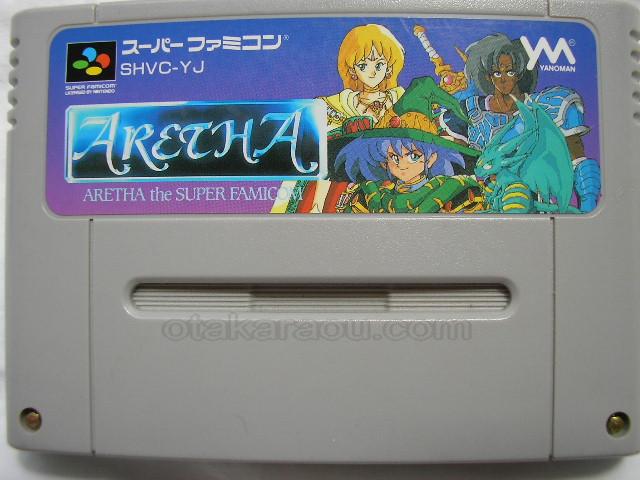 スーパーファミコン®
SHVC-YJ
SUPER FAMICOM
LICENSED BY NINTENDO
YM
YANOMAN
ARETHA
ARETHA the SUPER FAMICOM
otakaraou.com